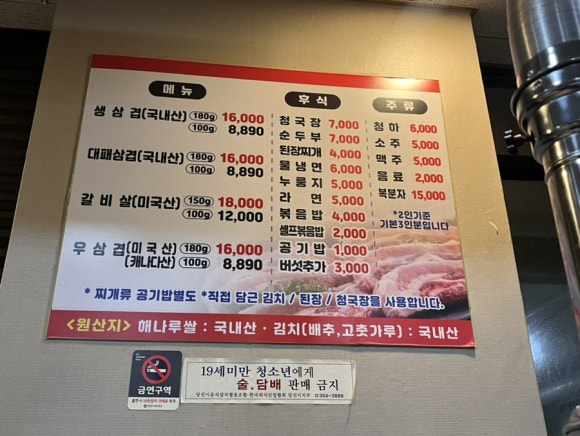 메뉴
생 삼 겹(국내산) 180g 16,000
100g 8,890
대패삼겹(국내산) 180g 16,000
100g 8,890
갈 비 살(미국산) 150g 18,000
100g 12,000
우 삼 겹(미 국 산) 180g 16,000
(캐나다산) 100g 8,890
후 식
청 국 장 7,000
순 두 부 7,000
된장찌개 4,000
물 냉 면 6,000
누 룽 지 5,000
라 면 5,000
볶 음 밥 4,000
셀프볶음밥 2,000
공 기 밥 1,000
버섯추가 3,000
주 류
청 하 6,000
소 주 5,000
맥 주 5,000
음 료 2,000
복분자 15,000
*2인기준
기본3인분입니다
* 찌개류 공기밥별도 *직접 담근 김치 / 된장 / 청국장을 사용합니다.
<원산지> 해나루쌀 : 국내산 · 김치(배추,고춧가루) : 국내산
금연구역
19세미만 청소년에게
술,담배 판매 금지